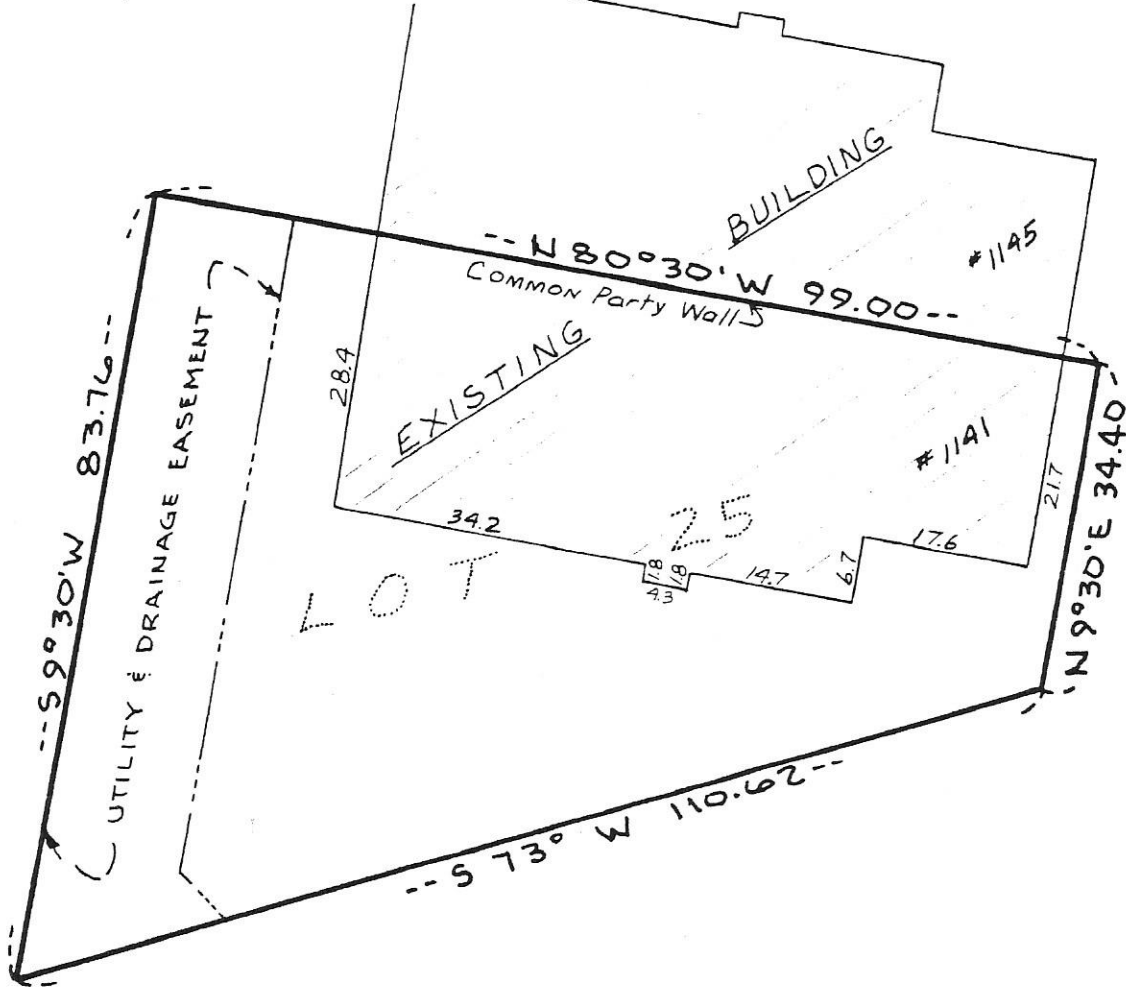 BUILDING
#1145
-- N 80°30'W 99.00 --
COMMON Party Wall
28.4
EXISTING
#1141
--S 9°30'W 83.76--
UTILITY & DRAINAGE EASEMENT
N 9°30'E 34.40
21.7
34.2
25
LOT
1.8
1.8
4.3
14.7
6.7
17.6
-- S 73° W 110.62 --